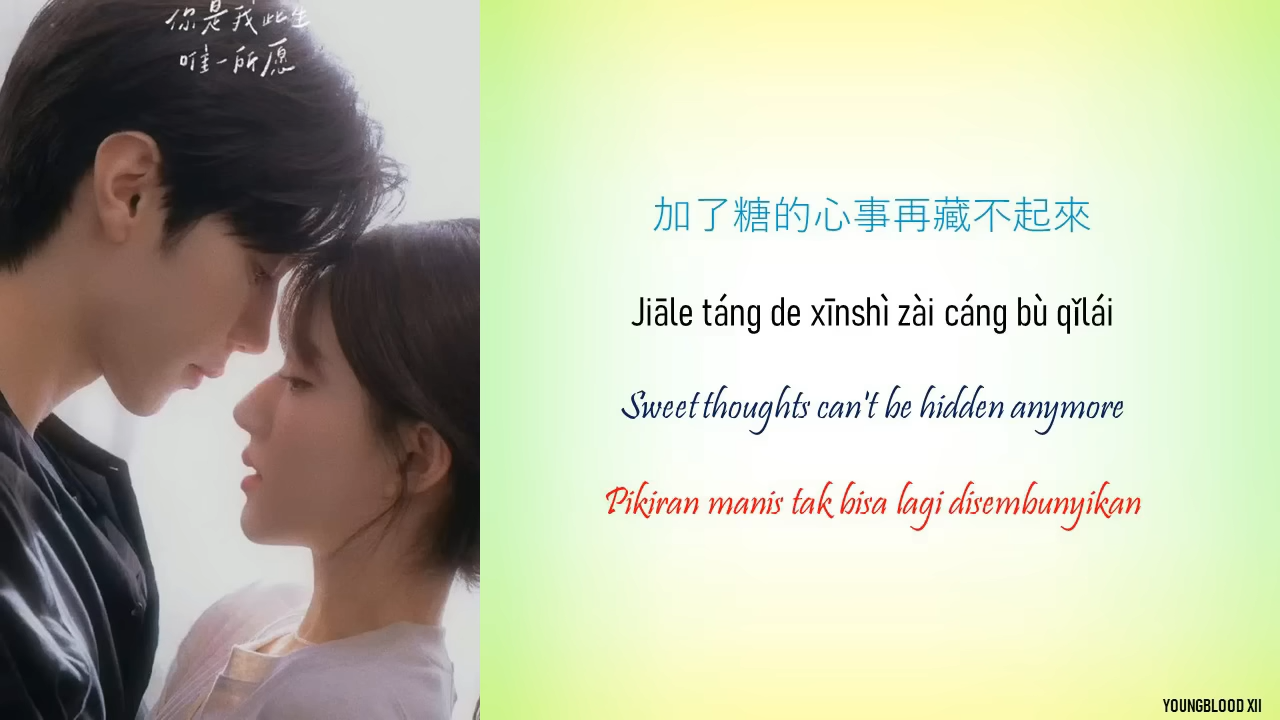 你是我此生
唯一所愿
加了糖的心事再藏不起來
Jiāle táng de xīnshì zài cáng bù qǐlái
Sweet thoughts can't be hidden anymore
Pikiran manis tak bisa lagi disembunyikan
YOUNGBLOOD XII